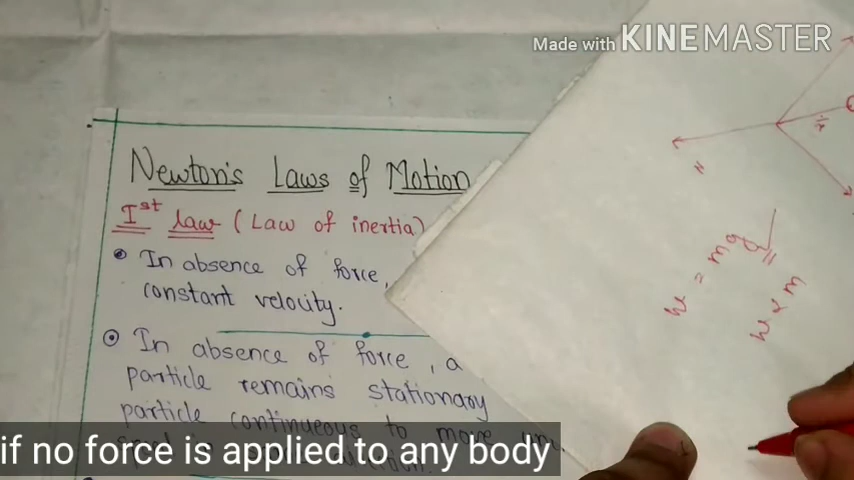 Made with KINEMASTER
Newton's Laws of Motion
Ist law (Law of inertia)
In absence of force,
constant velocity.
In absence of force, a
particle remains stationary
particle continueous to move
if no force is applied to any body
W = mg
W α m